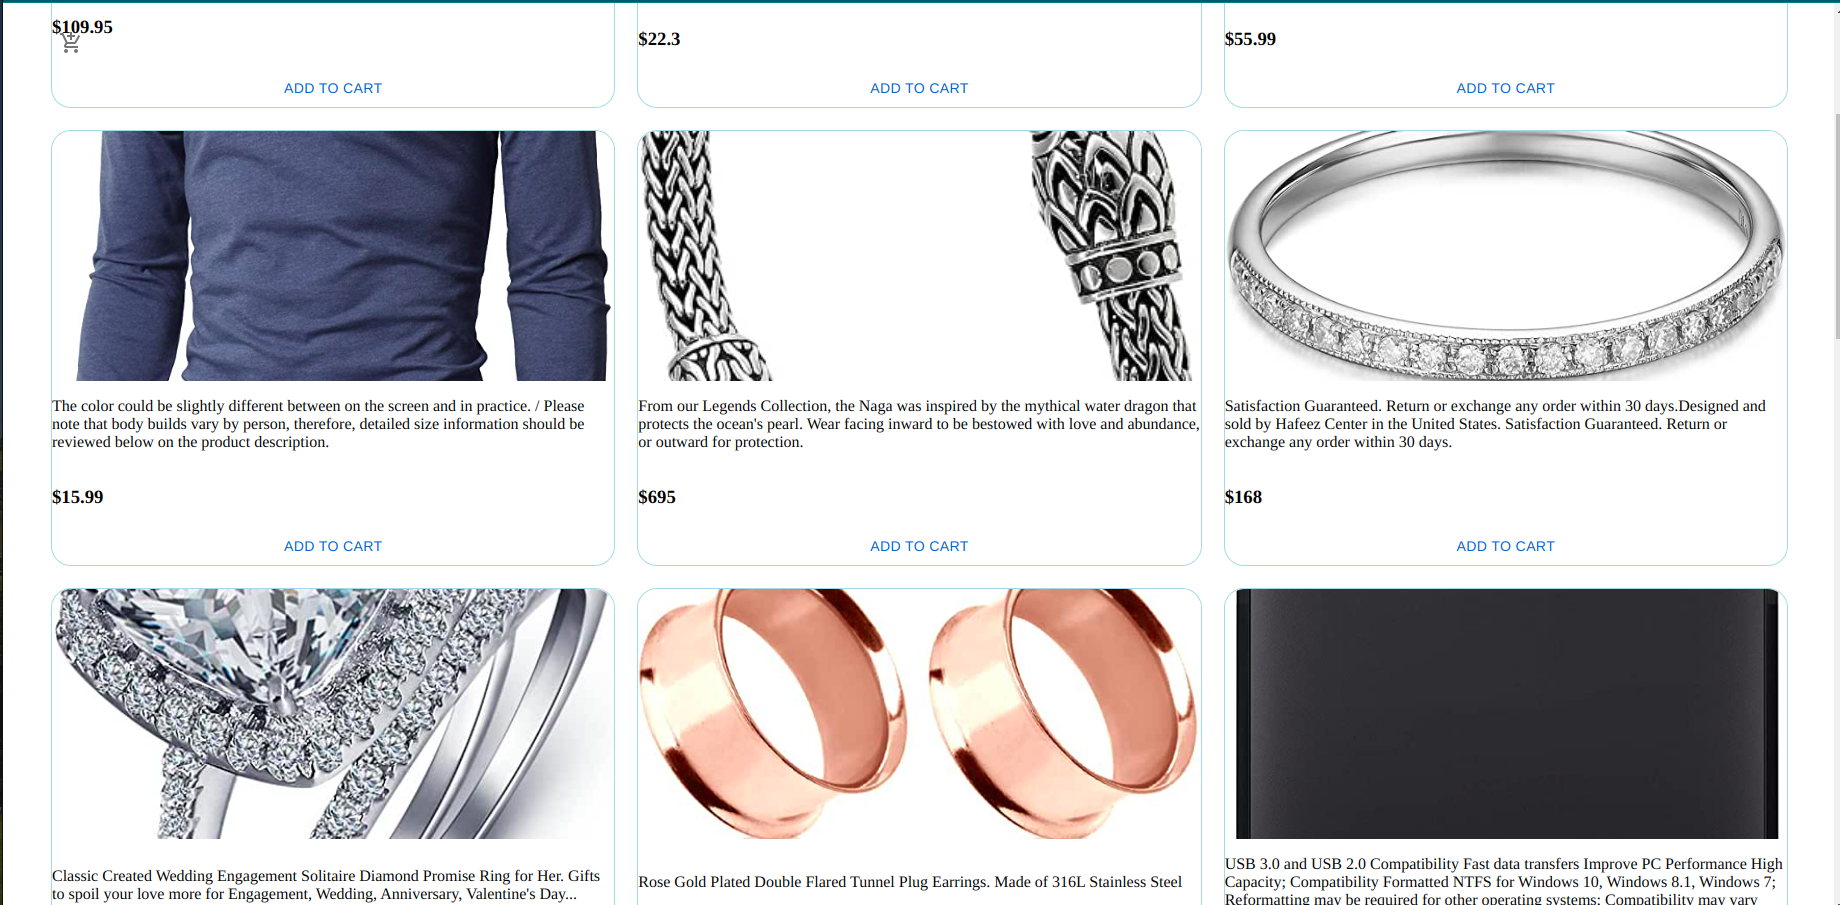 $109.95
$22.3
$55.99
ADD TO CART
ADD TO CART
ADD TO CART
The color could be slightly different between on the screen and in practice. / Please
note that body builds vary by person, therefore, detailed size information should be
reviewed below on the product description.
$15.99
ADD TO CART
From our Legends Collection, the Naga was inspired by the mythical water dragon that
protects the ocean's pearl. Wear facing inward to be bestowed with love and abundance,
or outward for protection.
$695
ADD TO CART
Satisfaction Guaranteed. Return or exchange any order within 30 days.Designed and
sold by Hafeez Center in the United States. Satisfaction Guaranteed. Return or
exchange any order within 30 days.
$168
ADD TO CART
Classic Created Wedding Engagement Solitaire Diamond Promise Ring for Her. Gifts
to spoil your love more for Engagement, Wedding, Anniversary, Valentine's Day...
Rose Gold Plated Double Flared Tunnel Plug Earrings. Made of 316L Stainless Steel
USB 3.0 and USB 2.0 Compatibility Fast data transfers Improve PC Performance High
Capacity; Compatibility Formatted NTFS for Windows 10, Windows 8.1, Windows 7;
Reformatting may be required for other operating systems; Compatibility may vary